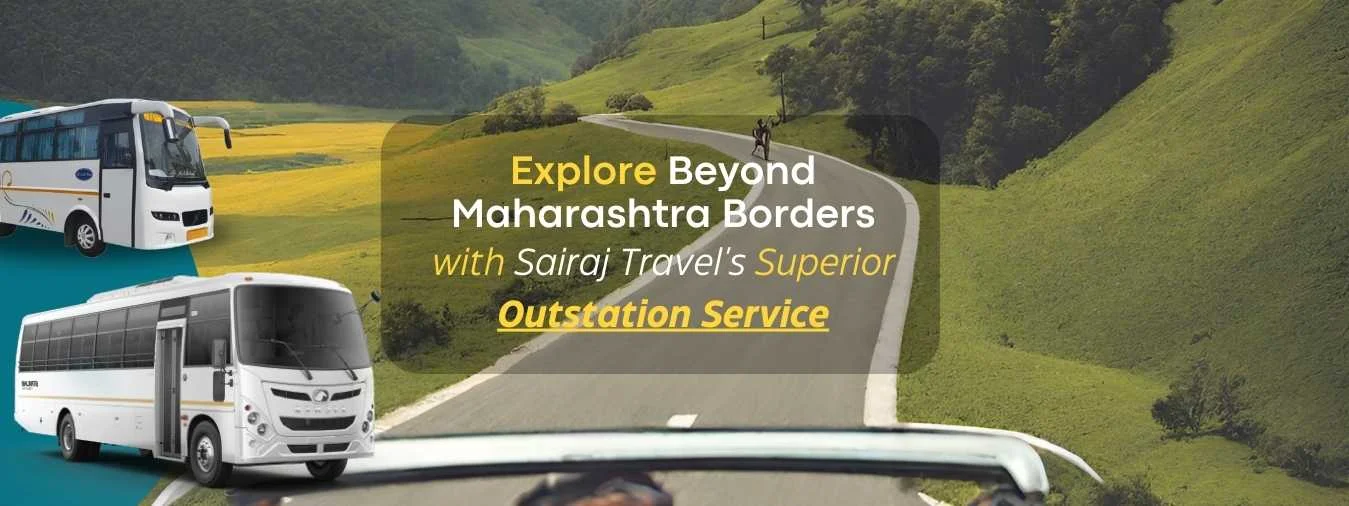 Explore Beyond
Maharashtra Borders
with Sairaj Travel's Superior
Outstation Service